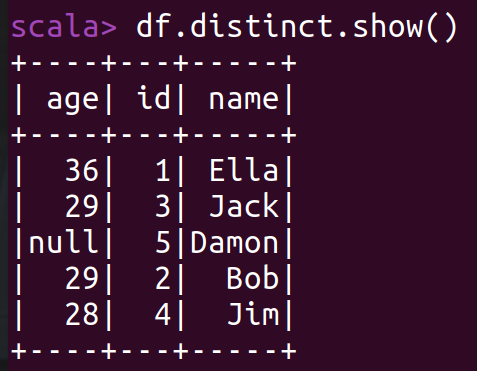 scala> df.distinct.show()
+----+---+-----+
| age| id| name|
+----+---+-----+
|  36|  1| Ella|
|  29|  3| Jack|
|null|  5|Damon|
|  29|  2|  Bob|
|  28|  4|  Jim|
+----+---+-----+